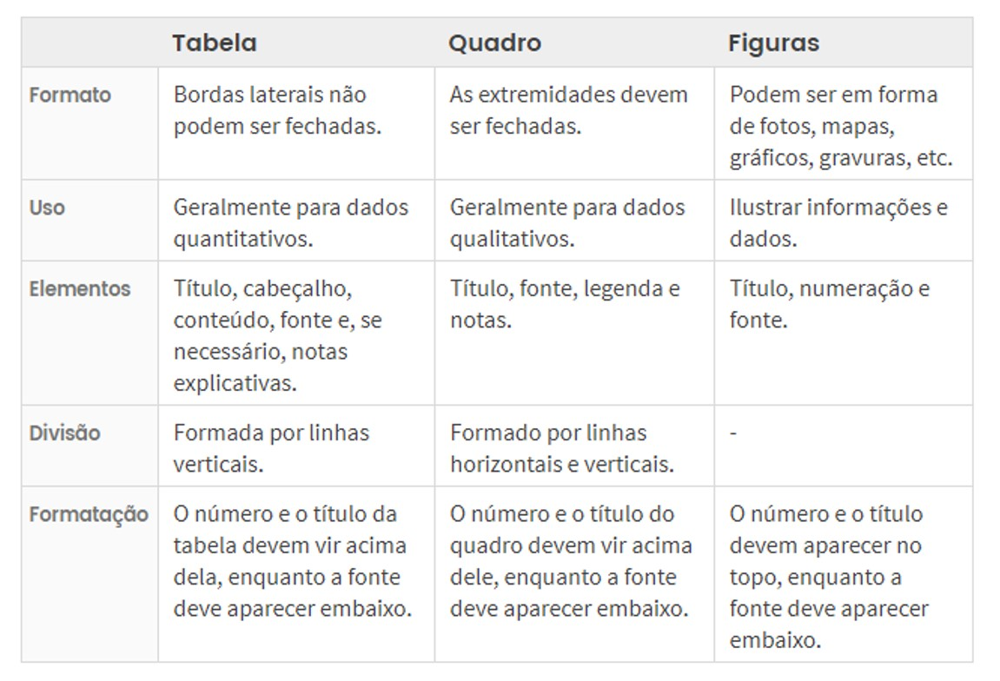 Tabela Quadro Figuras
Formato
Bordas laterais não
podem ser fechadas.
As extremidades devem
ser fechadas.
Podem ser em forma
de fotos, mapas,
gráficos, gravuras, etc.
Uso
Geralmente para dados
quantitativos.
Geralmente para dados
qualitativos.
Ilustrar informações e
dados.
Elementos
Título, cabeçalho,
conteúdo, fonte e, se
necessário, notas
explicativas.
Título, fonte, legenda e
notas.
Título, numeração e
fonte.
Divisão
Formada por linhas
verticais.
Formado por linhas
horizontais e verticais.
-
Formatação
O número e o título da
tabela devem vir acima
dela, enquanto a fonte
deve aparecer embaixo.
O número e o título do
quadro devem vir acima
dele, enquanto a fonte
deve aparecer embaixo.
O número e o título
devem aparecer no
topo, enquanto a
fonte deve aparecer
embaixo.